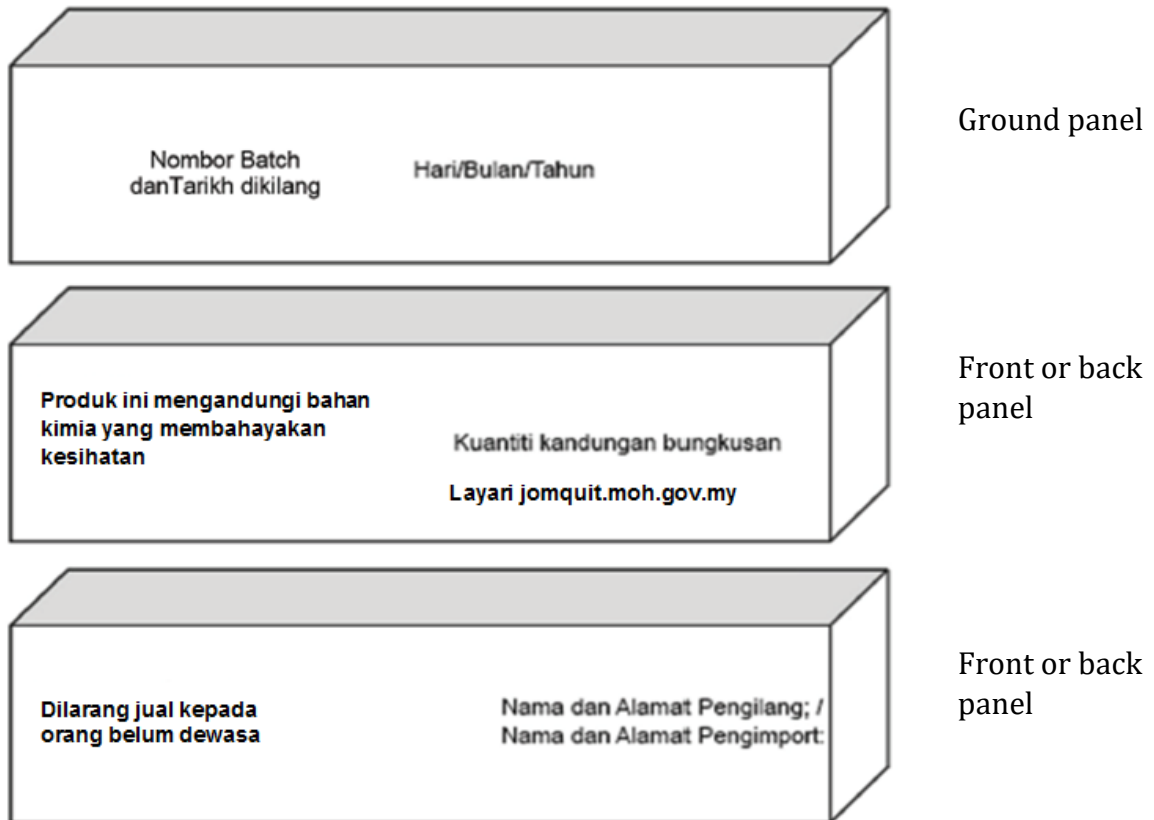 Nombor Batch
danTarikh dikilang
Hari/Bulan/Tahun
Ground panel
Produk ini mengandungi bahan
kimia yang membahayakan
kesihatan
Kuantiti kandungan bungkusan
Layari jomquit.moh.gov.my
Front or back
panel
Dilarang jual kepada
orang belum dewasa
Nama dan Alamat Pengilang; /
Nama dan Alamat Pengimport:
Front or back
panel